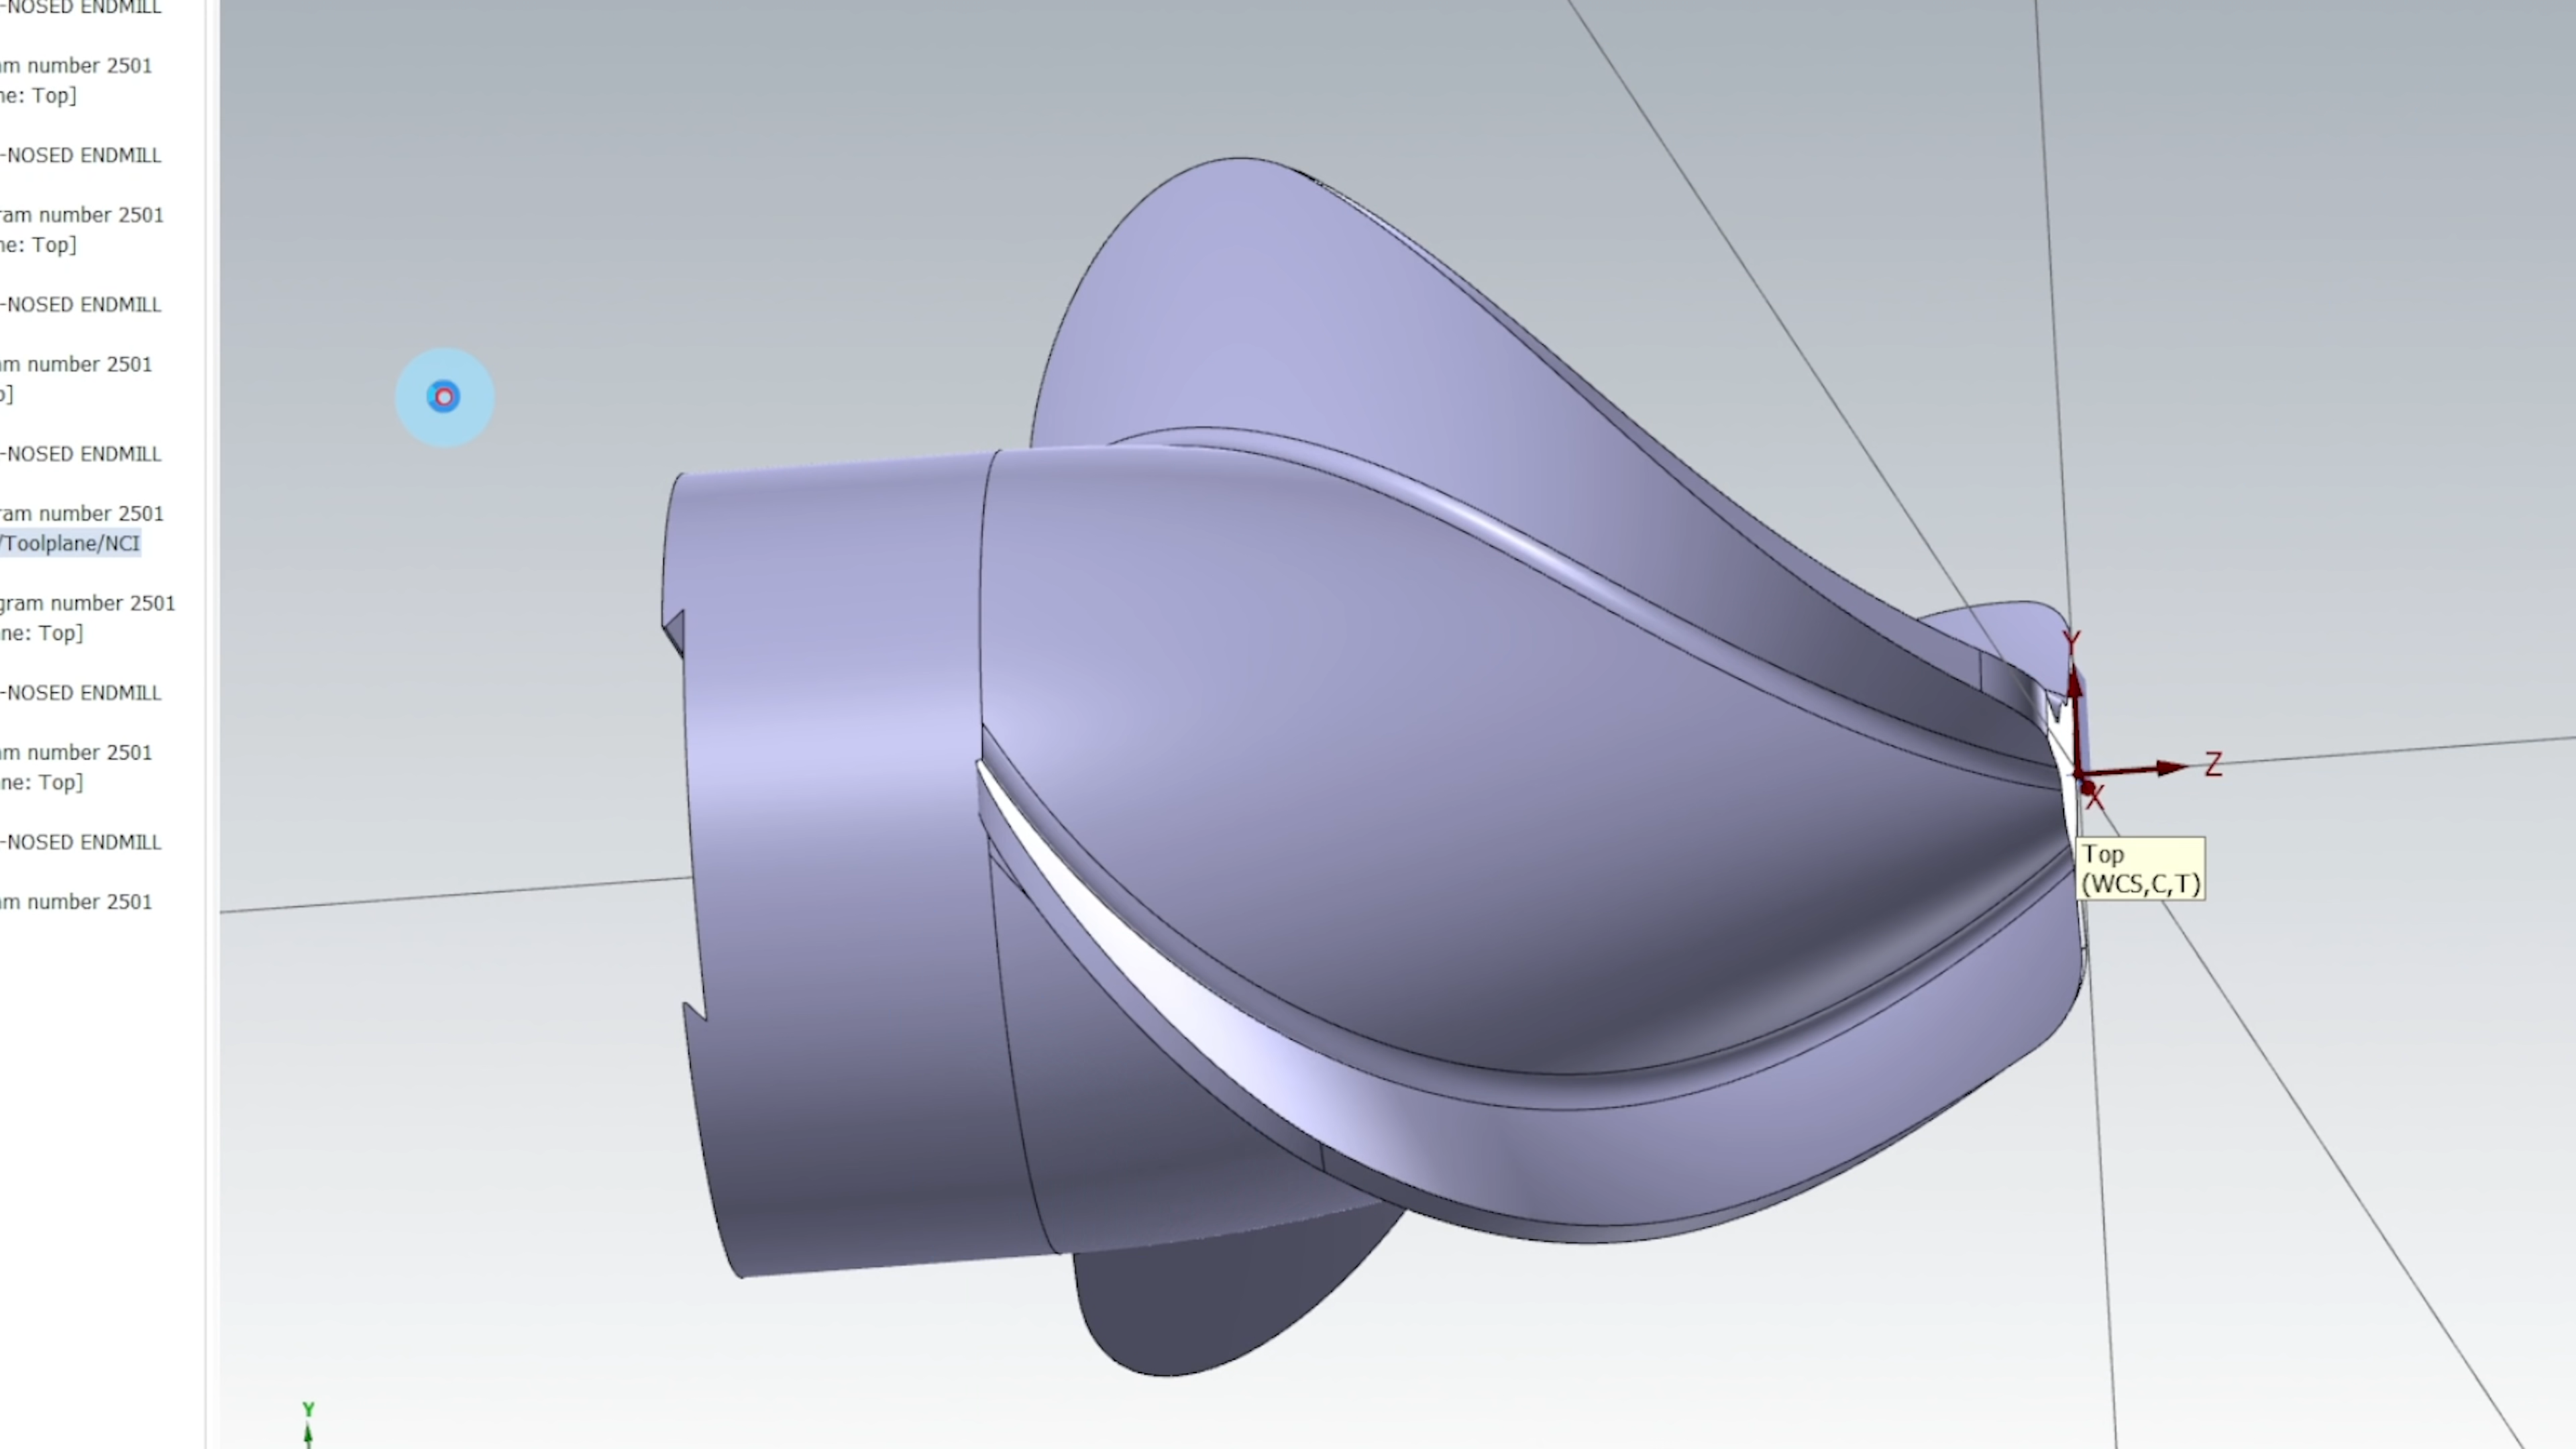 -NOSED ENDMILL
am number 2501
ne: Top]
-NOSED ENDMILL
ram number 2501
ne: Top]
-NOSED ENDMILL
am number 2501
p]
-NOSED ENDMILL
ram number 2501
/Toolplane/NCI
gram number 2501
ane: Top]
-NOSED ENDMILL
am number 2501
ane: Top]
-NOSED ENDMILL
am number 2501
Y
Z
X
Top
(WCS,C,T)
Y